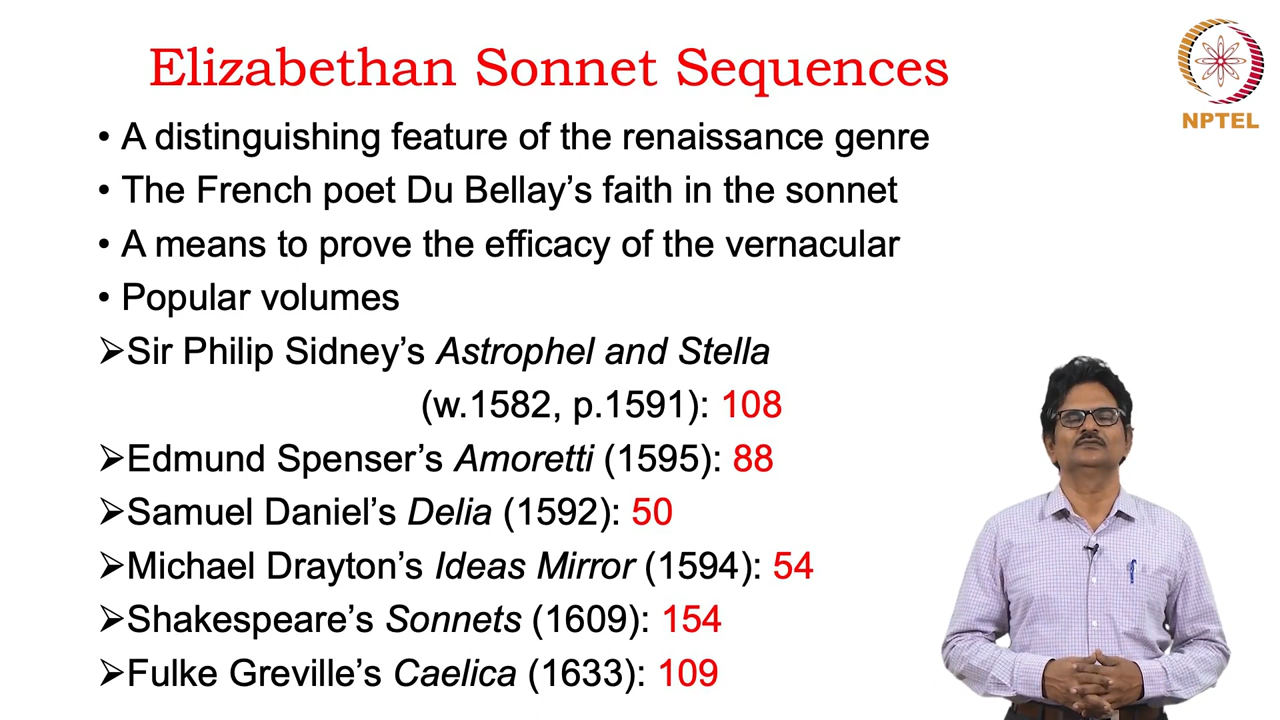 Elizabethan Sonnet Sequences
NPTEL
• A distinguishing feature of the renaissance genre
• The French poet Du Bellay’s faith in the sonnet
• A means to prove the efficacy of the vernacular
• Popular volumes
➢Sir Philip Sidney’s Astrophel and Stella
(w.1582, p.1591): 108
➢Edmund Spenser’s Amoretti (1595): 88
➢Samuel Daniel’s Delia (1592): 50
➢Michael Drayton’s Ideas Mirror (1594): 54
➢Shakespeare’s Sonnets (1609): 154
➢Fulke Greville’s Caelica (1633): 109